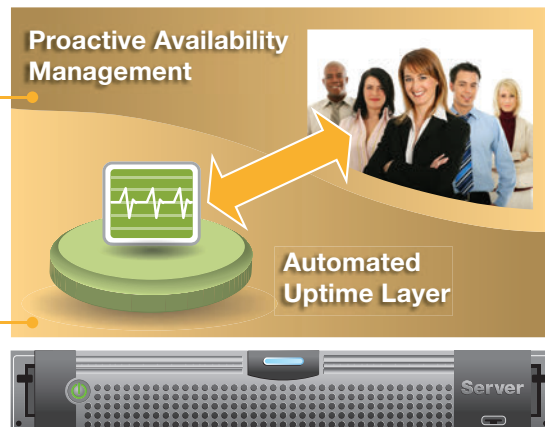 Proactive Availability
Management
Automated
Uptime Layer
Server